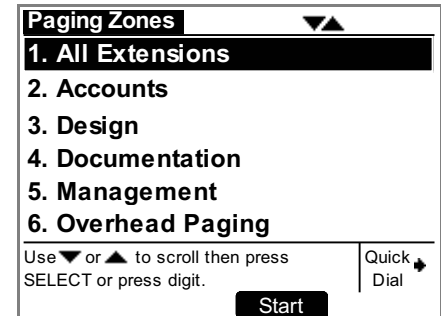 Paging Zones ▼▲
1. All Extensions
2. Accounts
3. Design
4. Documentation
5. Management
6. Overhead Paging
Use ▼ or ▲ to scroll then press
SELECT or press digit.
Quick
Dial
Start